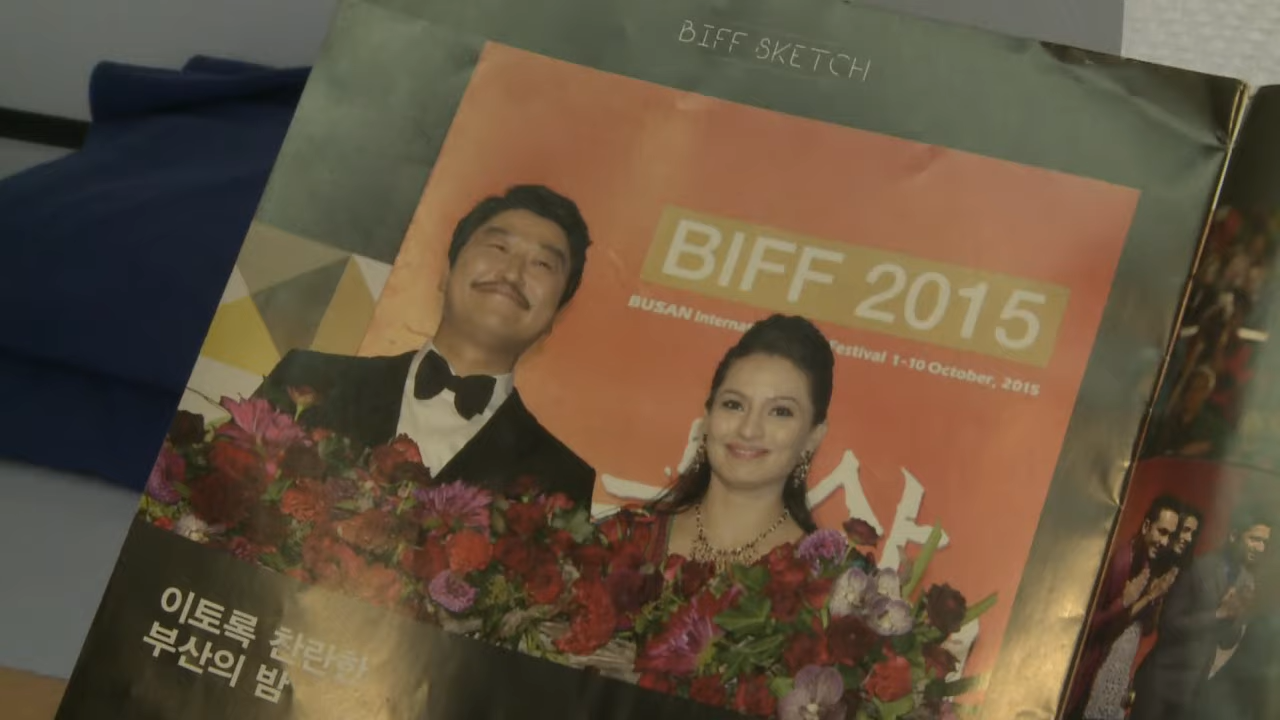 BIFF SKETCH
BIFF 2015
BUSAN Festival 1-10 October, 2015
산
이토록 찬란한
부산의 밤